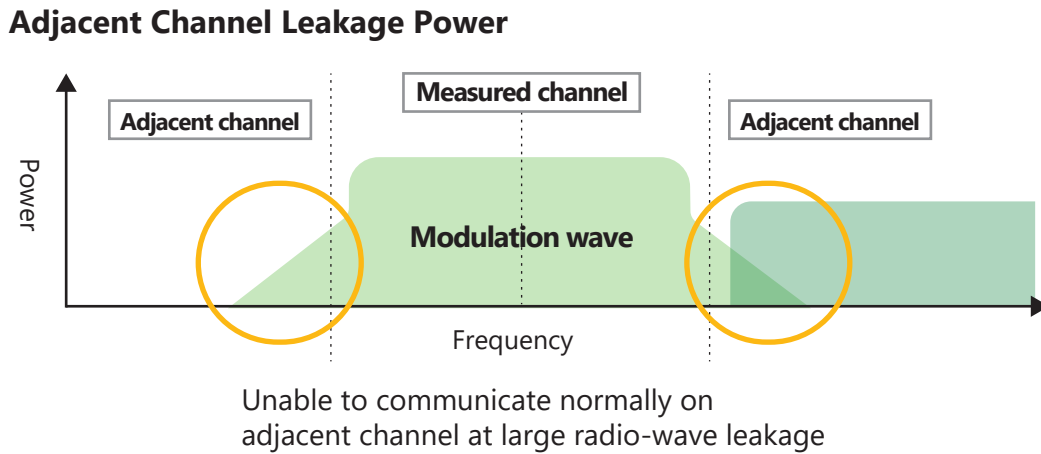 Adjacent Channel Leakage Power
Measured channel
Adjacent channel
Adjacent channel
Power
Modulation wave
Frequency
Unable to communicate normally on
adjacent channel at large radio-wave leakage